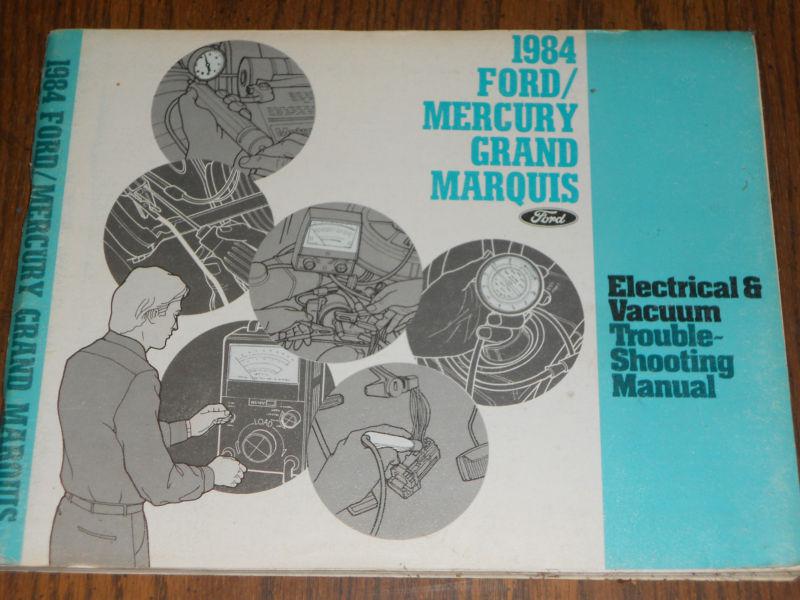 1984 FORD/MERCURY GRAND MARQUIS
1984
FORD/
MERCURY
GRAND
MARQUIS
Ford
Electrical &
Vacuum
Trouble-
Shooting
Manual